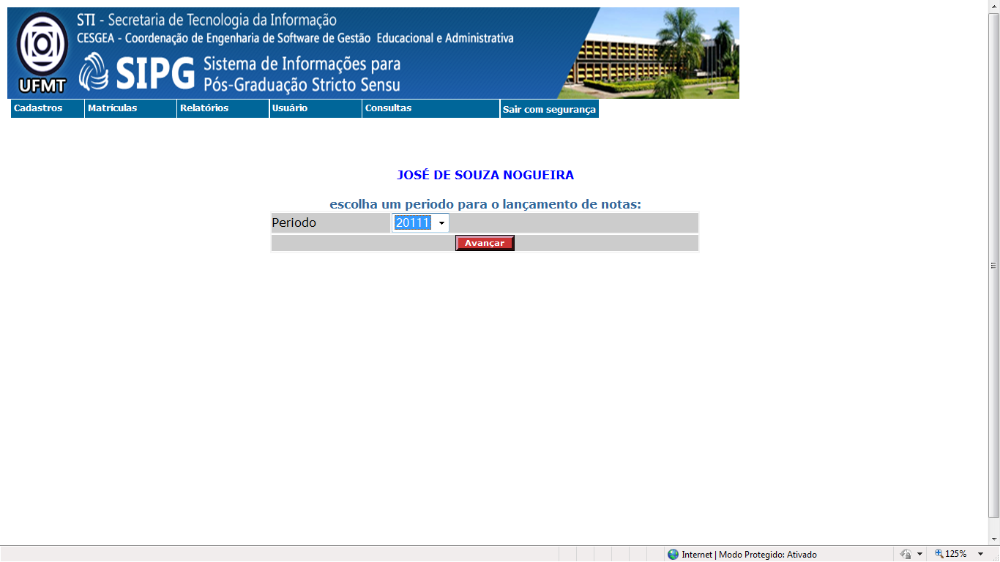 STI - Secretaria de Tecnologia da Informação
CESGEA - Coordenação de Engenharia de Software de Gestão Educacional e Administrativa
UFMT
SIPG
Sistema de Informações para
Pós-Graduação Stricto Sensu
Cadastros Matrículas Relatórios Usuário Consultas Sair com segurança
JOSÉ DE SOUZA NOGUEIRA
escolha um periodo para o lançamento de notas:
Periodo 20111
Avançar
Internet | Modo Protegido: Ativado 125%